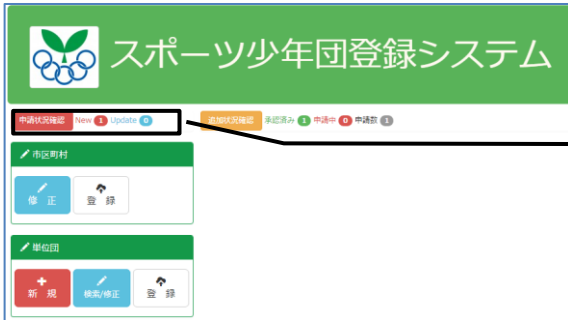 スポーツ少年団登録システム
申請状況確認 New 1 Update 0 追加状況確認 承認済み 1 申請中 0 申請数 1
市区町村
修 正 登 録
単位団
新 規 検索/修正 登 録